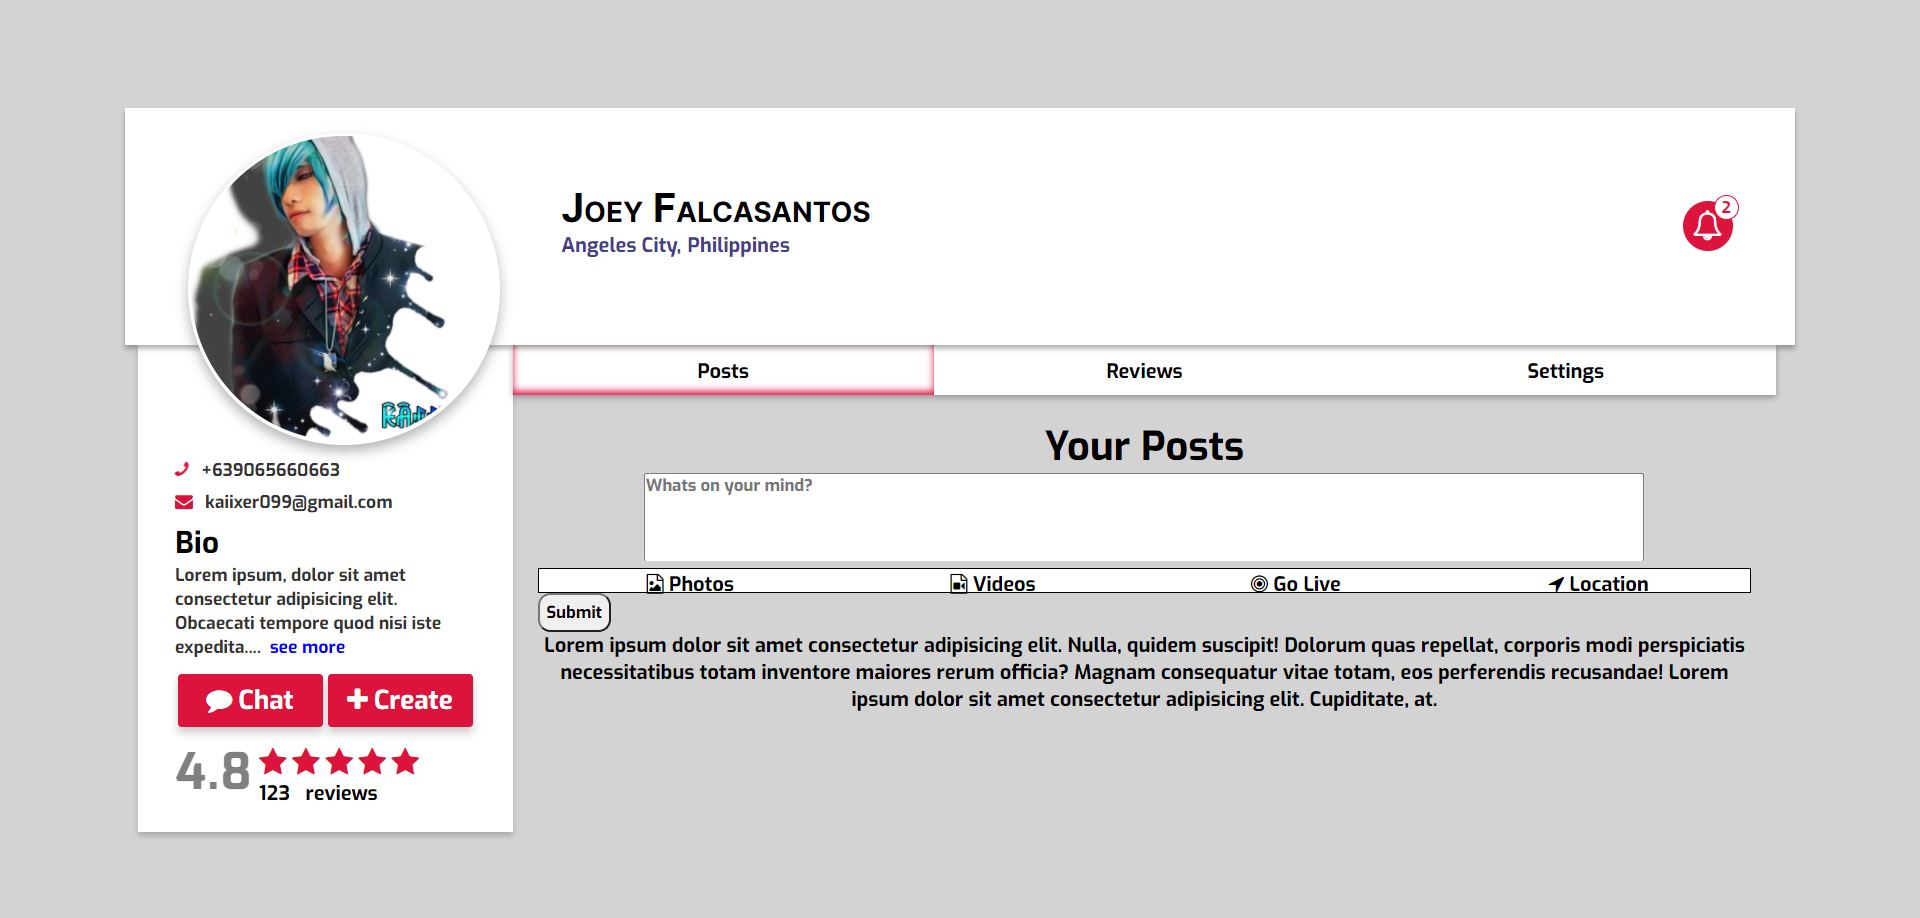 Joey Falcasantos
Angeles City, Philippines
2
Posts
Reviews
Settings
+639065660663
kaiixer099@gmail.com
Bio
Lorem ipsum, dolor sit amet
consectetur adipisicing elit.
Obcaecati tempore quod nisi iste
expedita.... see more
Chat
Create
4.8
123 reviews
Your Posts
Whats on your mind?
Photos
Videos
Go Live
Location
Submit
Lorem ipsum dolor sit amet consectetur adipisicing elit. Nulla, quidem suscipit! Dolorum quas repellat, corporis modi perspiciatis
necessitatibus totam inventore maiores rerum officia? Magnam consequatur vitae totam, eos perferendis recusandae! Lorem
ipsum dolor sit amet consectetur adipisicing elit. Cupiditate, at.